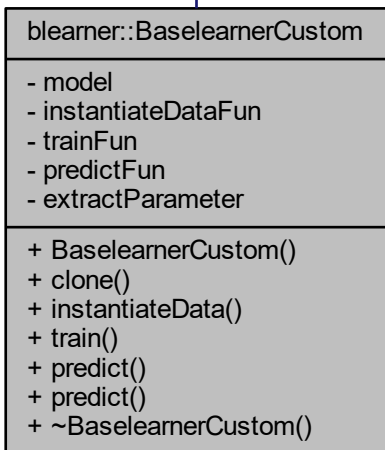 blearner::BaselearnerCustom
- model
- instantiateDataFun
- trainFun
- predictFun
- extractParameter
+ BaselearnerCustom()
+ clone()
+ instantiateData()
+ train()
+ predict()
+ predict()
+ ~BaselearnerCustom()